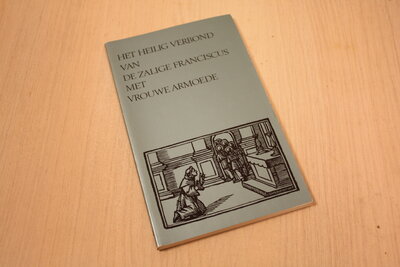 HET HEILIG VERBOND
VAN
DE ZALIGE FRANCISCUS
MET
VROUWE ARMOEDE